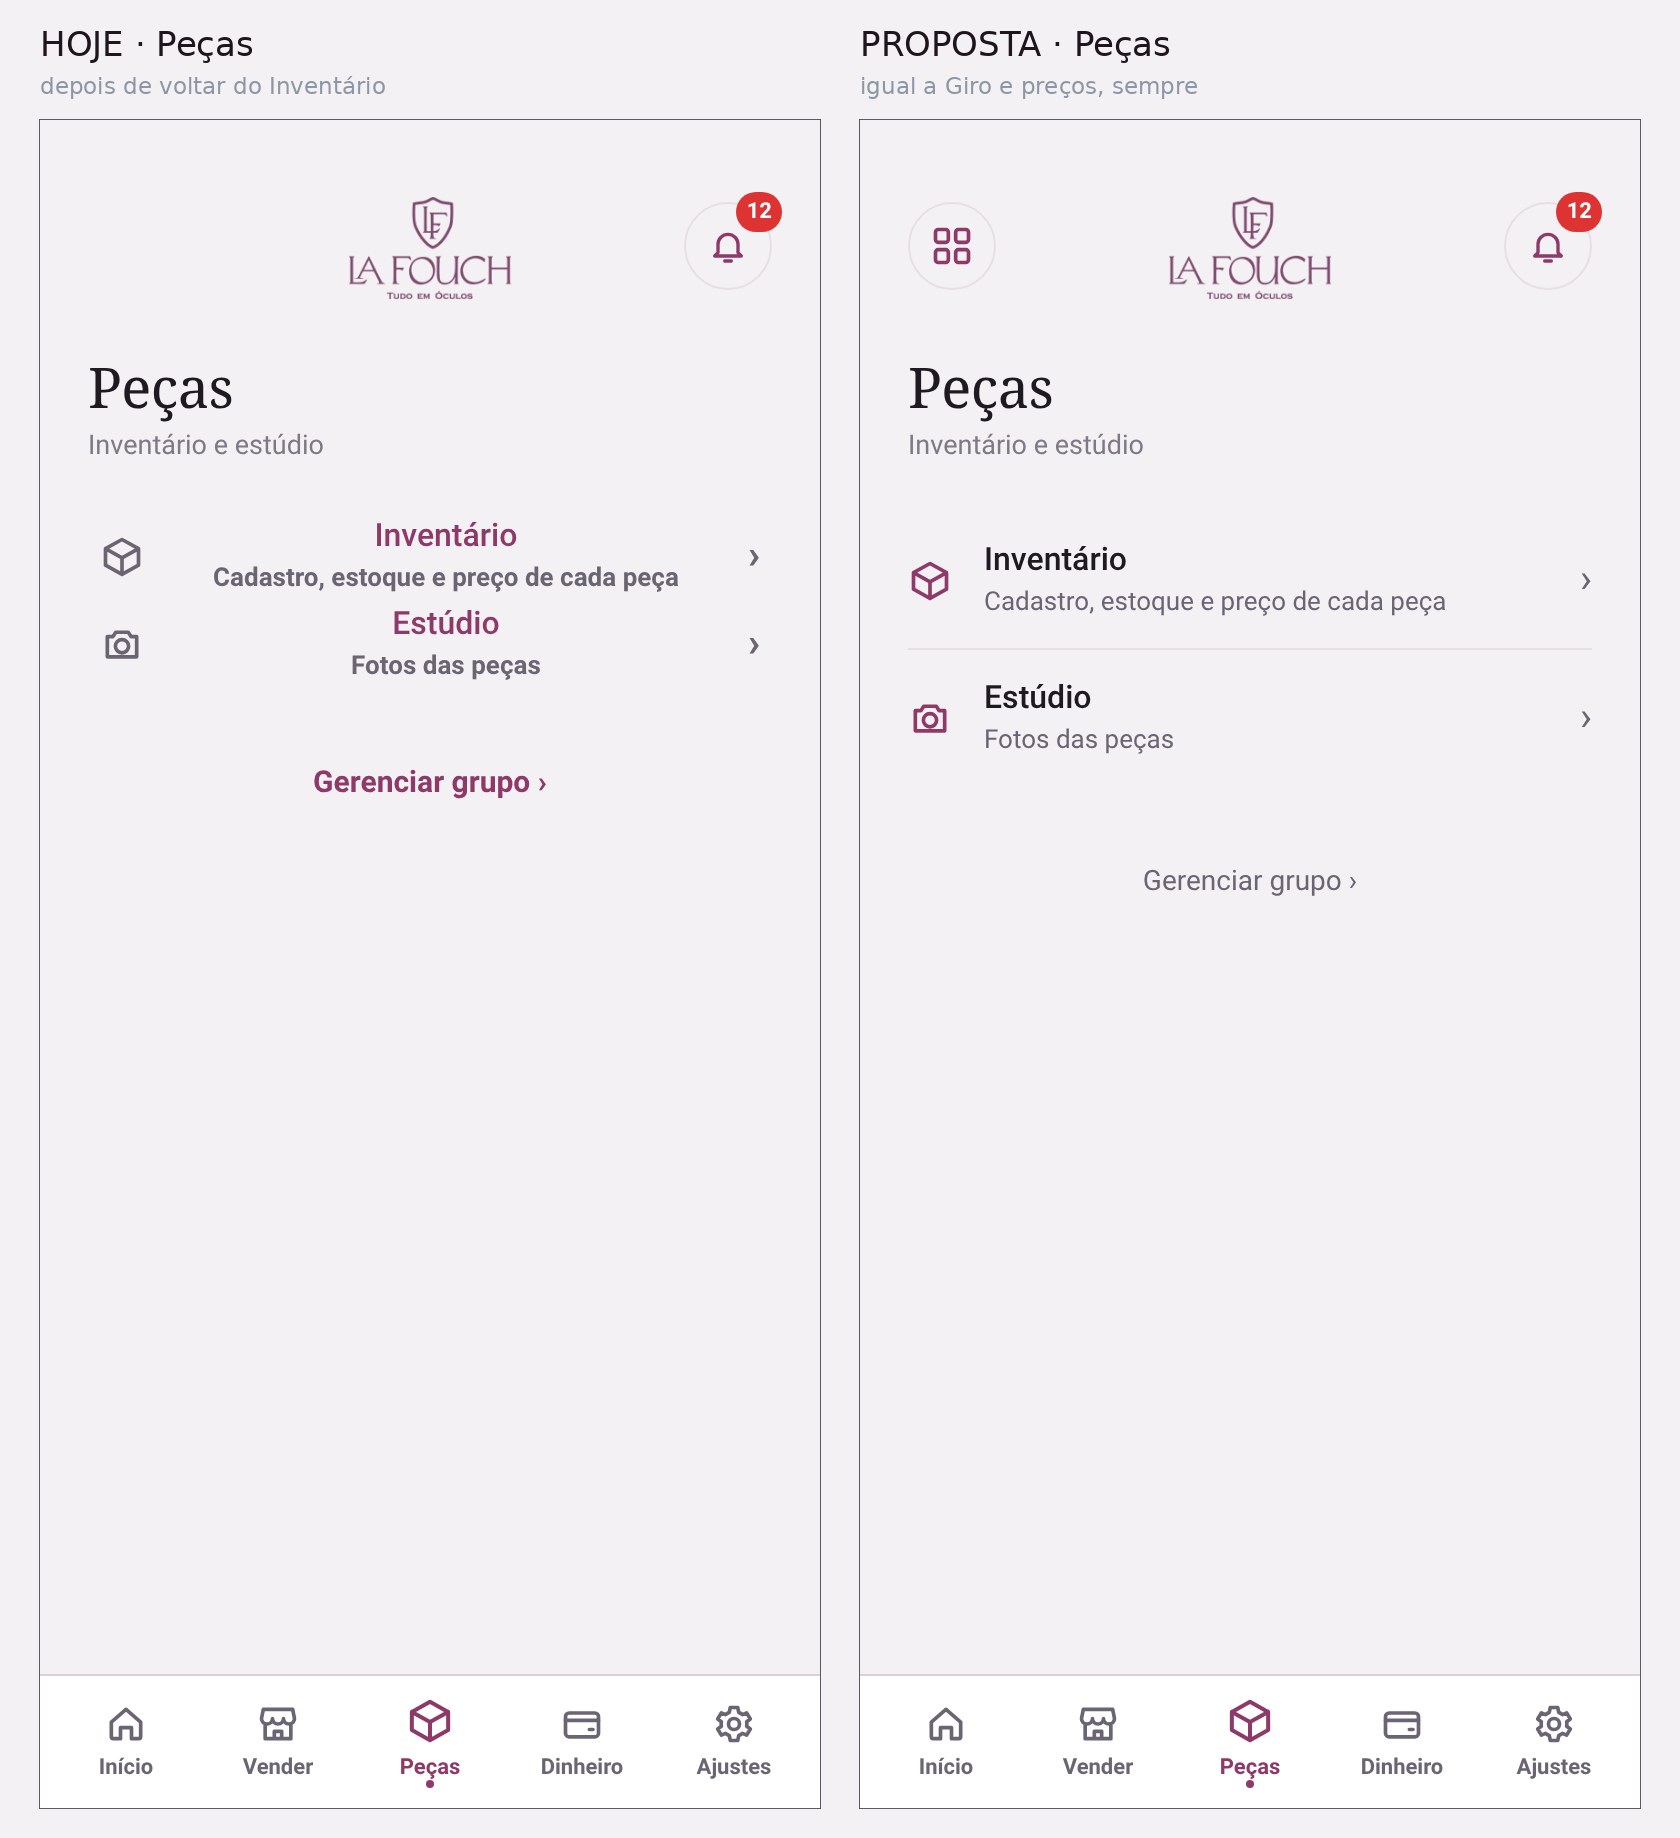 HOJE · Peças
depois de voltar do Inventário
12
LF
LA FOUCH
TUDO EM ÓCULOS
Peças
Inventário e estúdio
Inventário
Cadastro, estoque e preço de cada peça
›
Estúdio
Fotos das peças
›
Gerenciar grupo ›
Início
Vender
Peças
Dinheiro
Ajustes
PROPOSTA · Peças
igual a Giro e preços, sempre
12
LF
LA FOUCH
TUDO EM ÓCULOS
Peças
Inventário e estúdio
Inventário
Cadastro, estoque e preço de cada peça
›
Estúdio
Fotos das peças
›
Gerenciar grupo ›
Início
Vender
Peças
Dinheiro
Ajustes